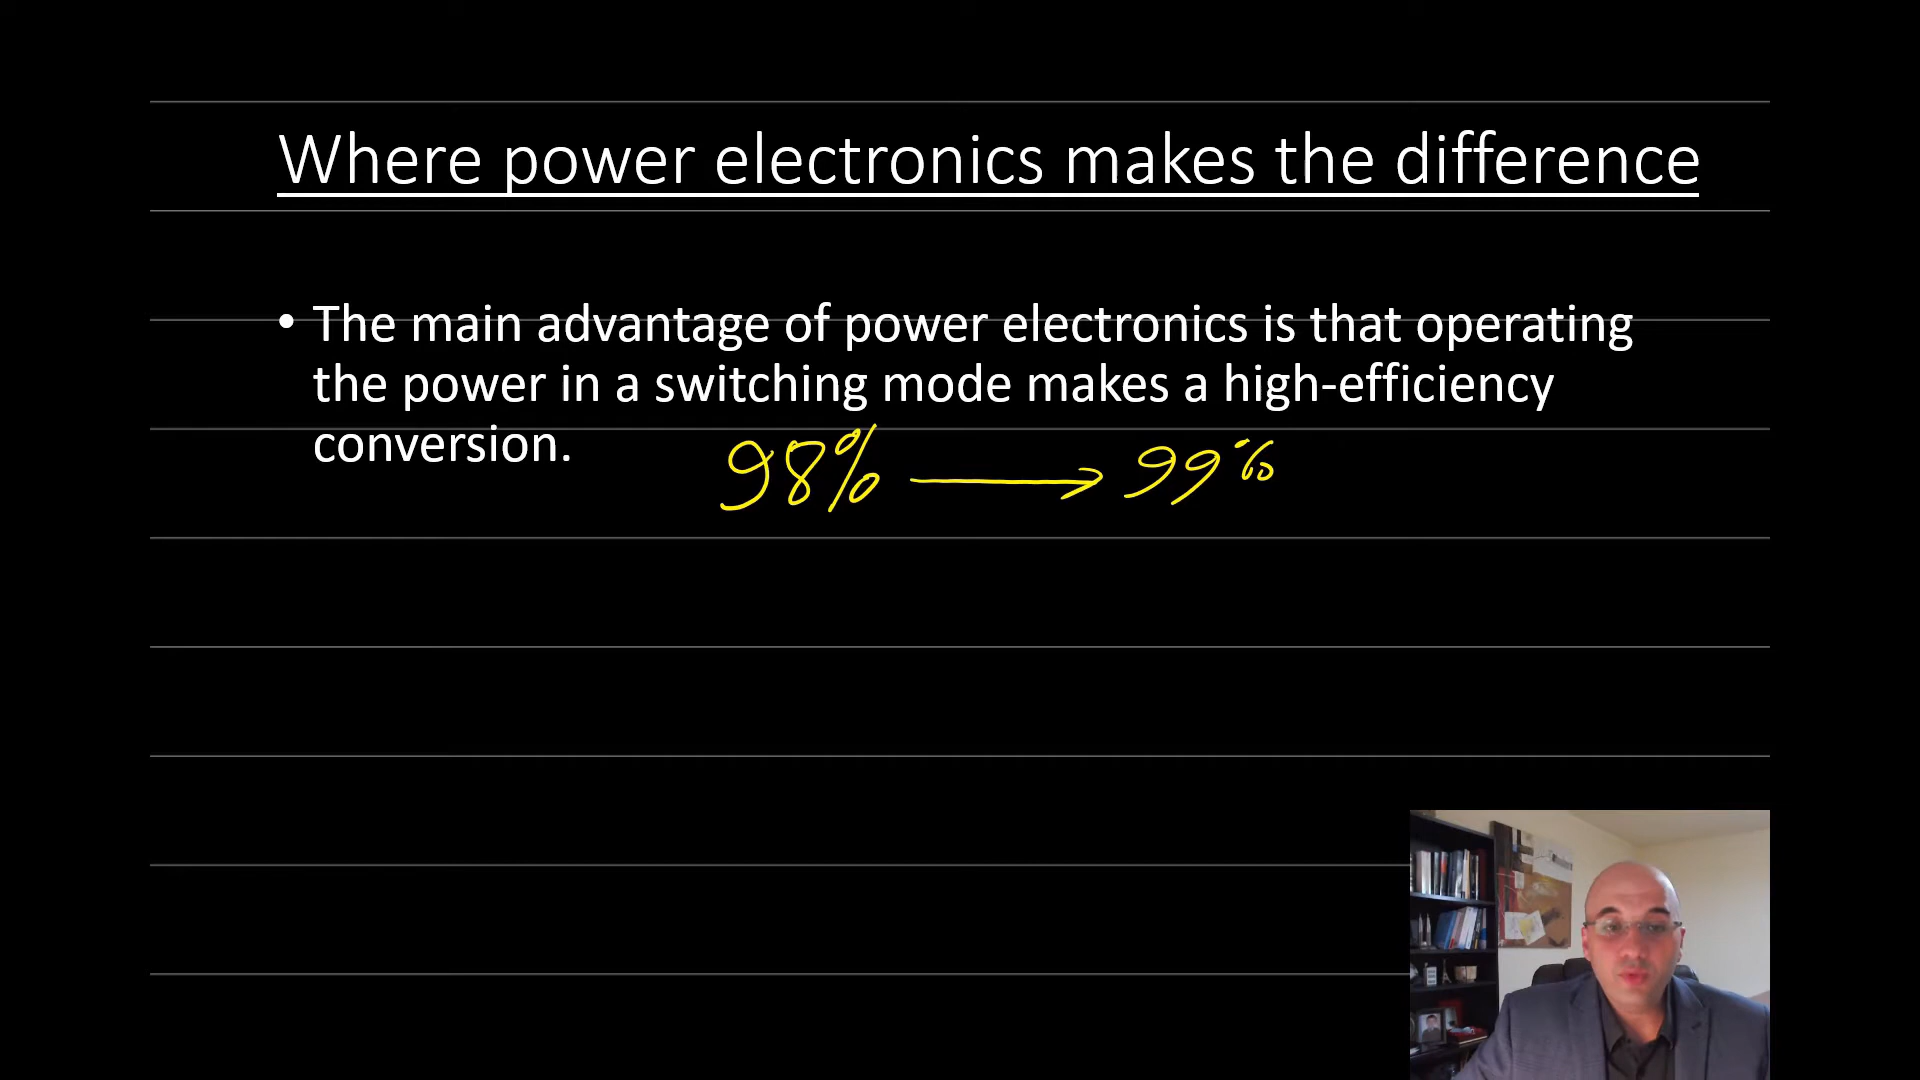 Where power electronics makes the difference
• The main advantage of power electronics is that operating
the power in a switching mode makes a high-efficiency
conversion.
98% → 99%